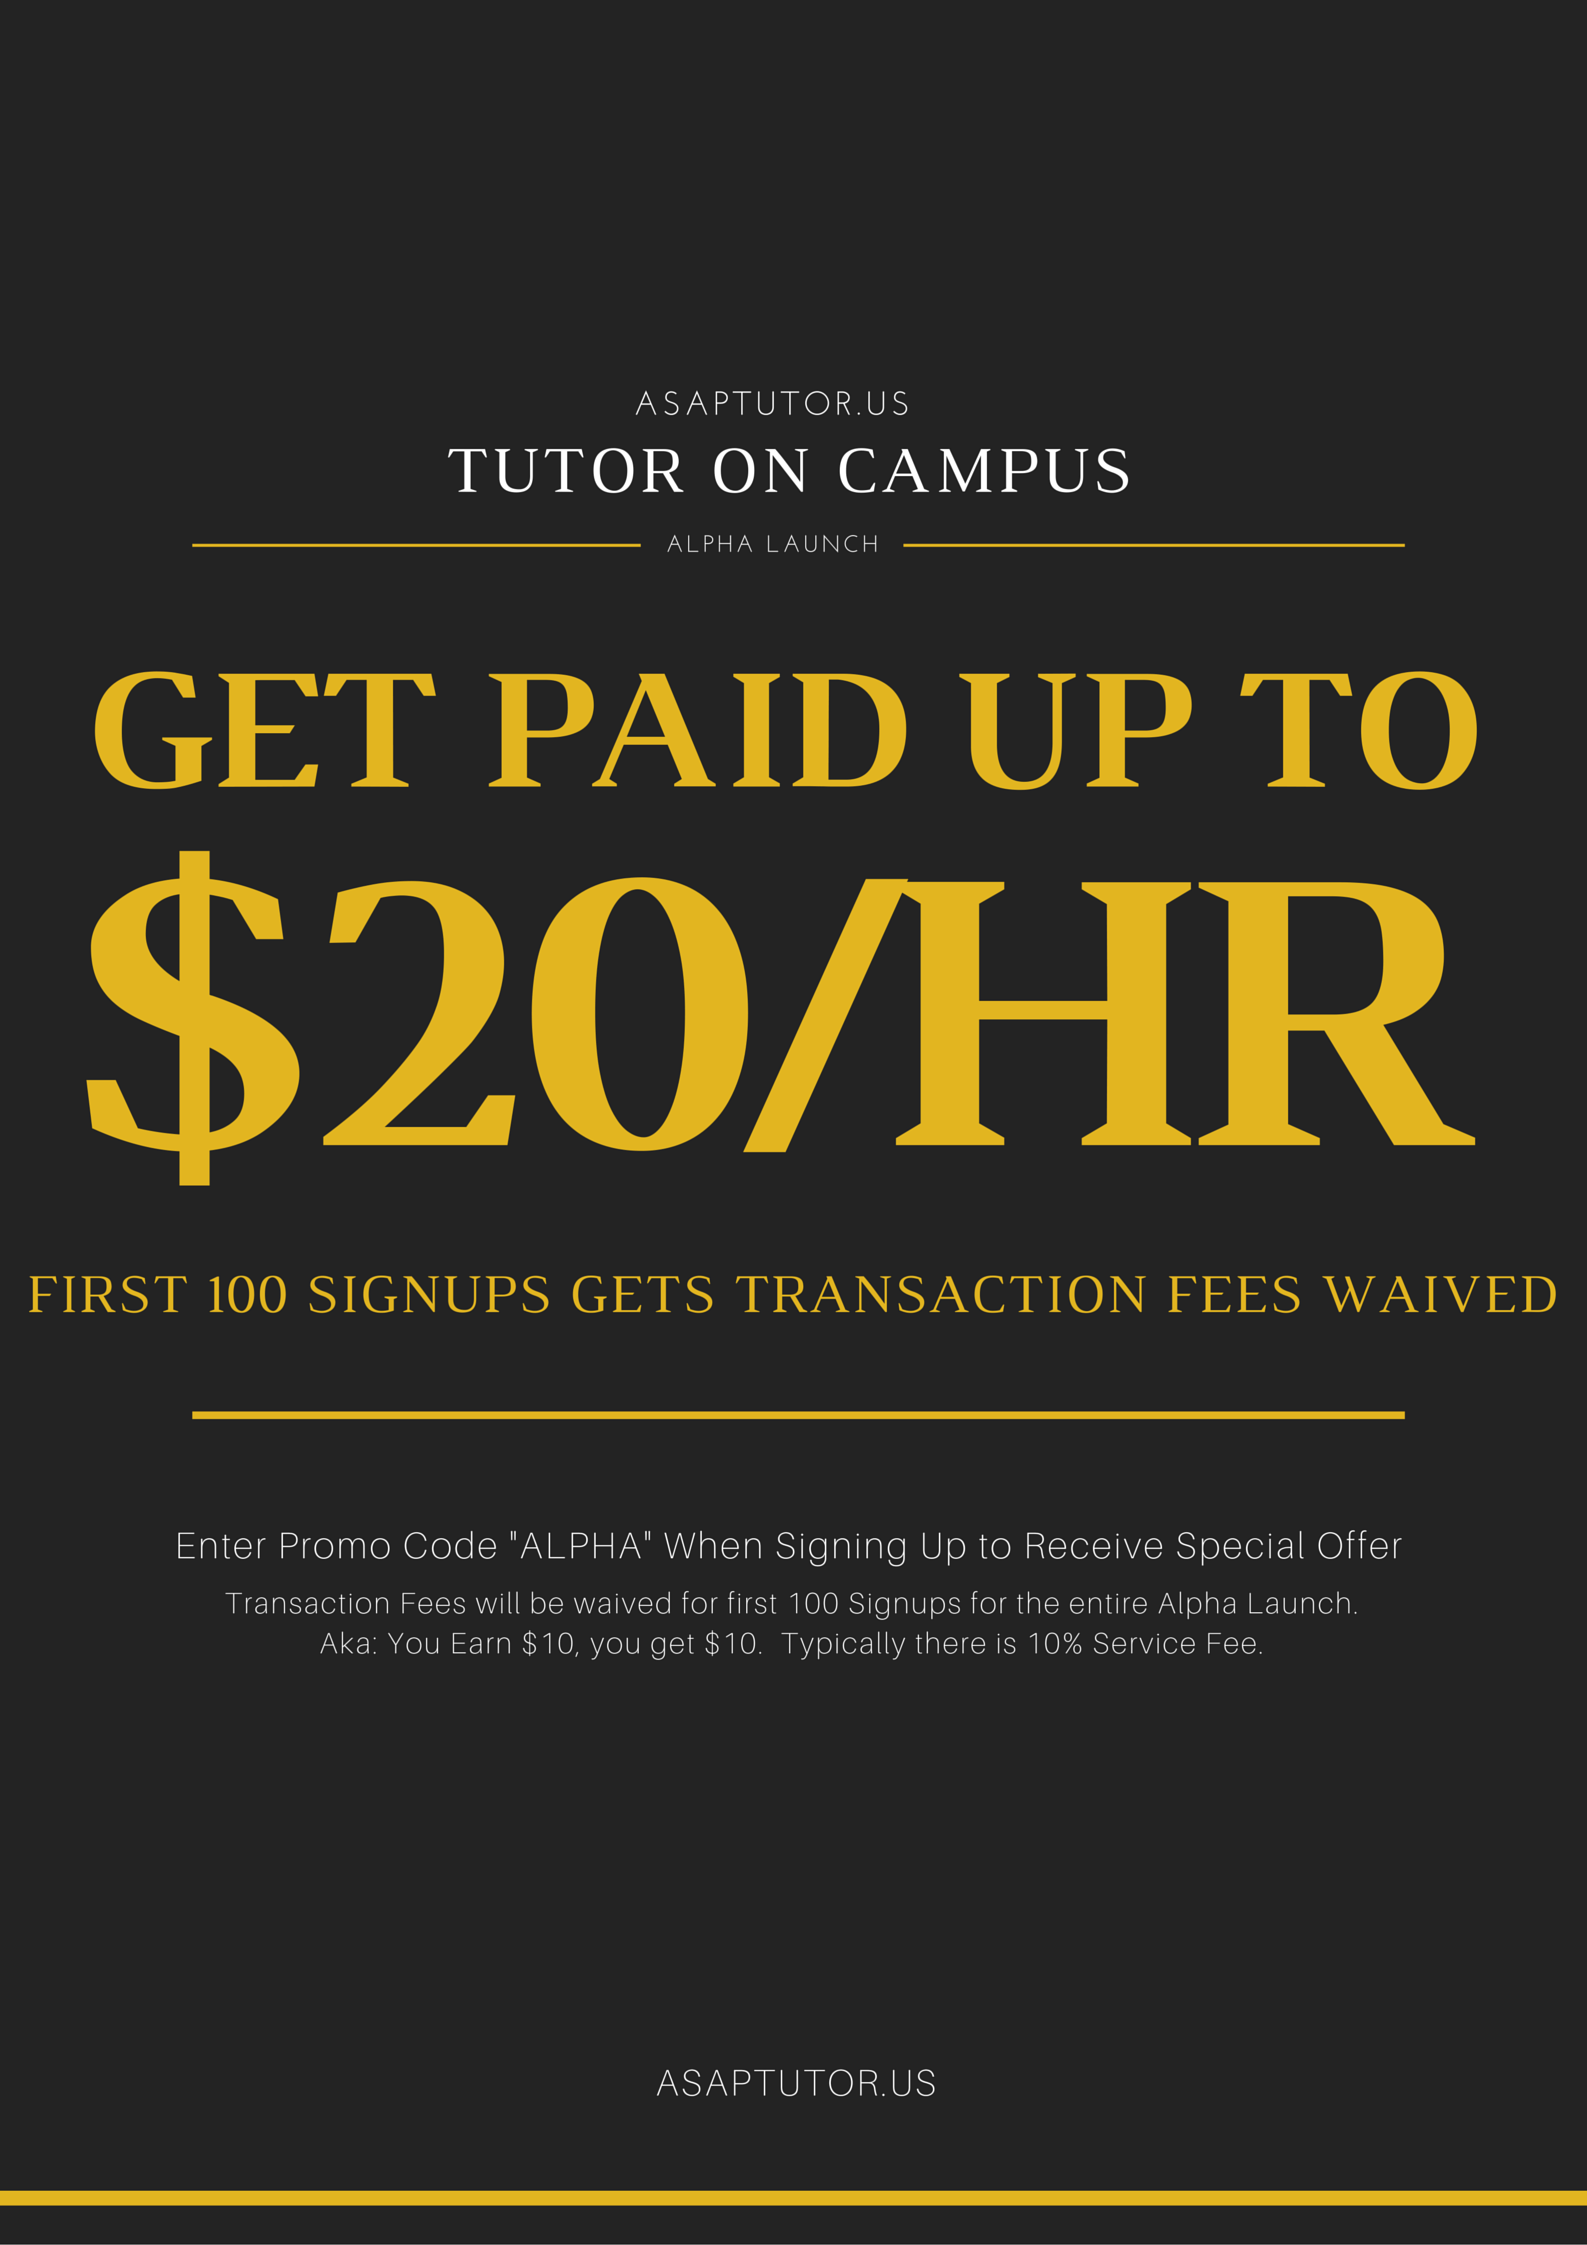 ASAPTUTOR.US
TUTOR ON CAMPUS
ALPHA LAUNCH
GET PAID UP TO
$20/HR
FIRST 100 SIGNUPS GETS TRANSACTION FEES WAIVED
Enter Promo Code "ALPHA" When Signing Up to Receive Special Offer
Transaction Fees will be waived for first 100 Signups for the entire Alpha Launch.
Aka: You Earn $10, you get $10.  Typically there is 10% Service Fee.
ASAPTUTOR.US